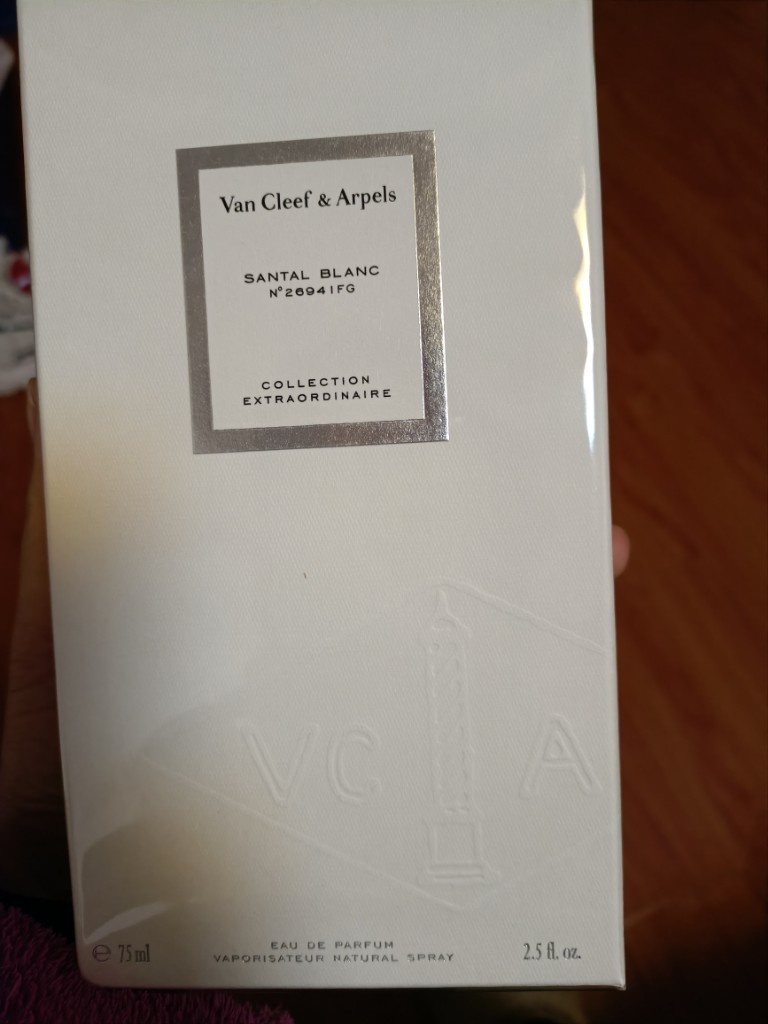 Van Cleef & Arpels
SANTAL BLANC
N°26941FG
COLLECTION
EXTRAORDINAIRE
VC A
EAU DE PARFUM
e 75 ml VAPORISATEUR NATURAL SPRAY 2.5 fl. oz.